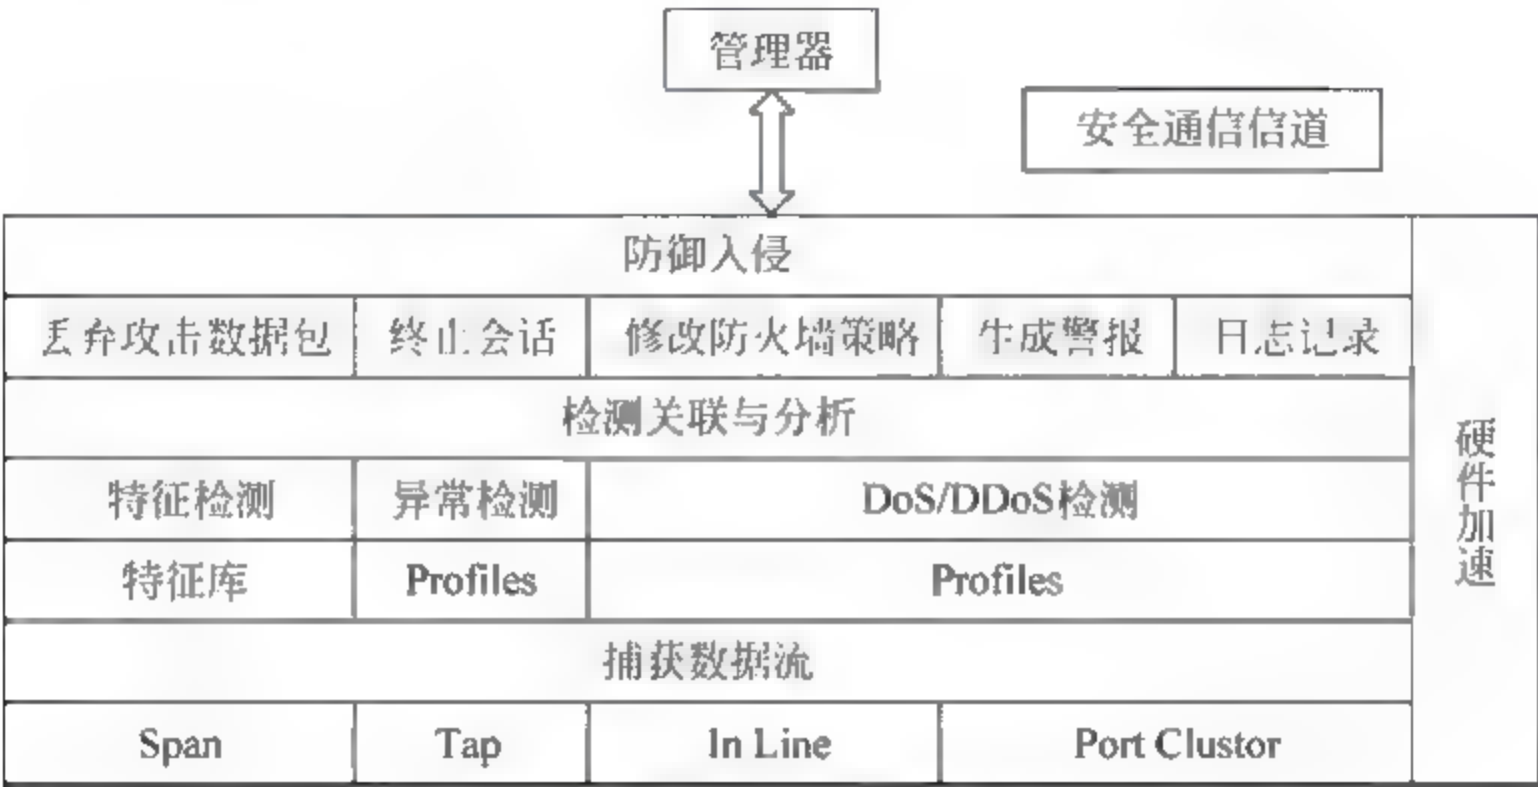 管理器
安全通信信道
防御入侵
丢弃攻击数据包 终止会话 修改防火墙策略 生成警报 日志记录
检测关联与分析
特征检测 异常检测 DoS/DDoS检测
特征库 Profiles Profiles
捕获数据流
Span Tap In Line Port Clustor
硬件加速